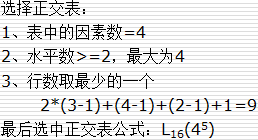 选择正交表：
1、表中的因素数=4
2、水平数>=2，最大为4
3、行数取最少的一个
2*(3-1)+(4-1)+(2-1)+1=9
最后选中正交表公式：L₁₆(4⁵)